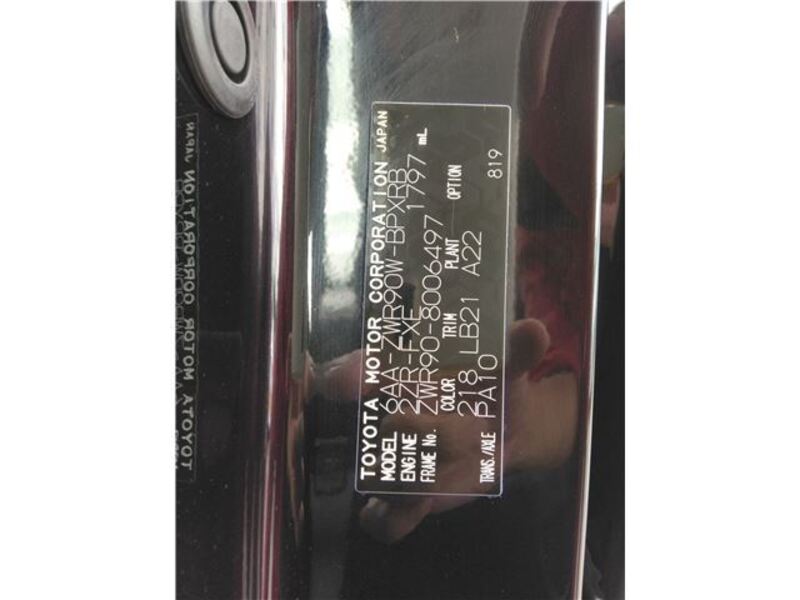 TOYOTA MOTOR CORPORATION JAPAN
MODEL 6AA-ZWR90W-BPXRB
ENGINE 2ZR-FXE 1797 mL
FRAME No. ZWR90-8006497
COLOR TRIM PLANT OPTION
218 LB21 A22
TRANS./AXLE PA10 819